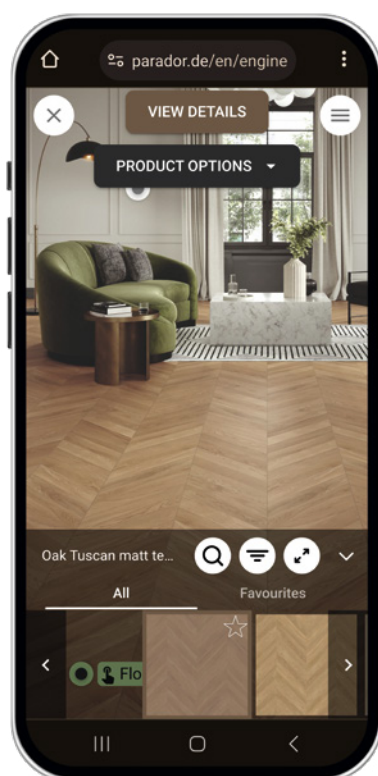 parador.de/en/engine
VIEW DETAILS
PRODUCT OPTIONS
Oak Tuscan matt te...
All
Favourites
Flo